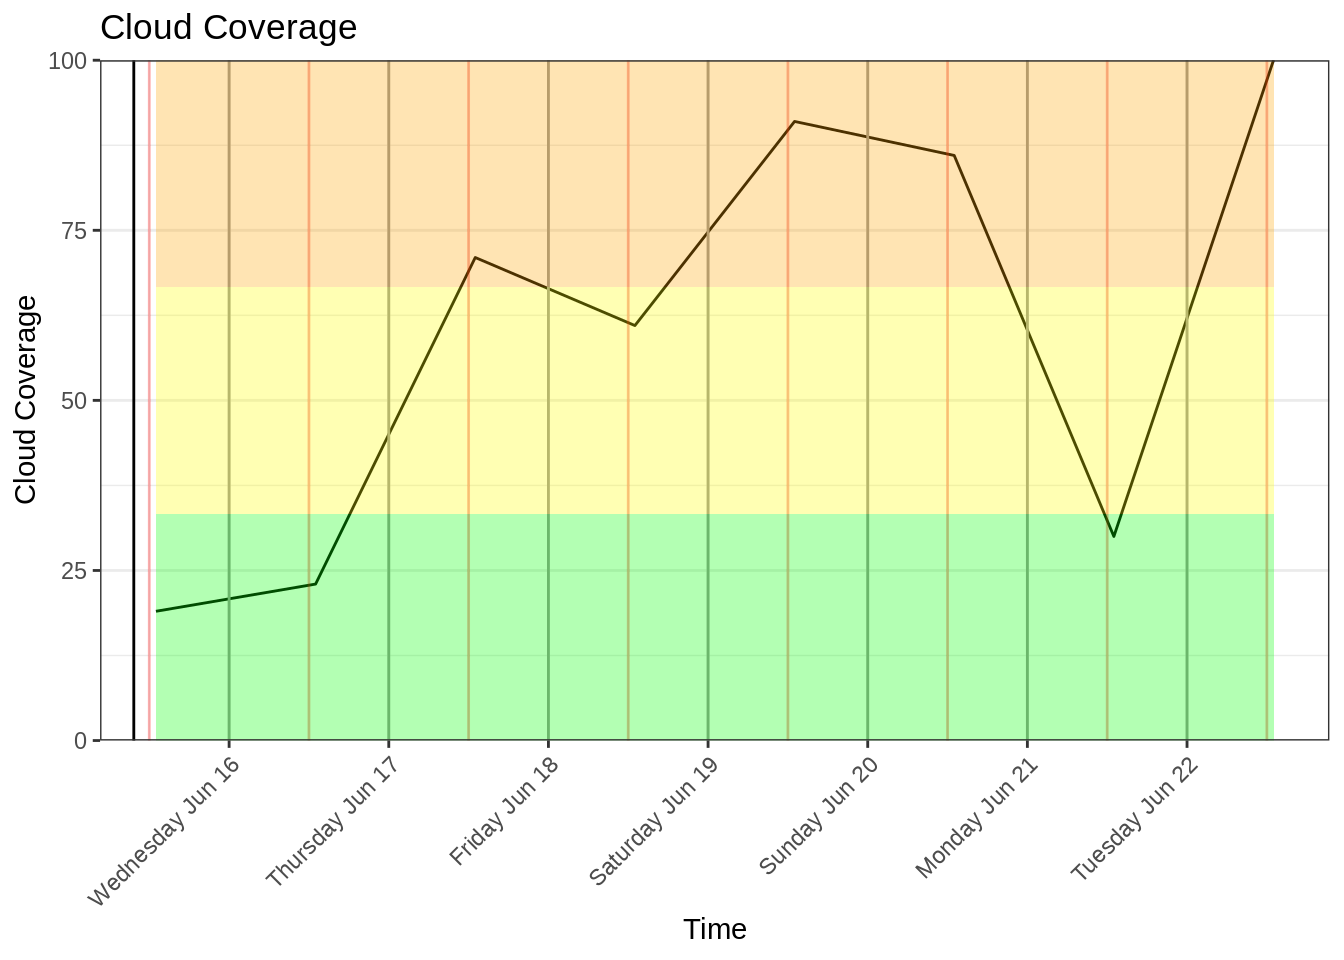 Cloud Coverage
Cloud Coverage
100
75
50
25
0
Wednesday Jun 16
Thursday Jun 17
Friday Jun 18
Saturday Jun 19
Sunday Jun 20
Monday Jun 21
Tuesday Jun 22
Time